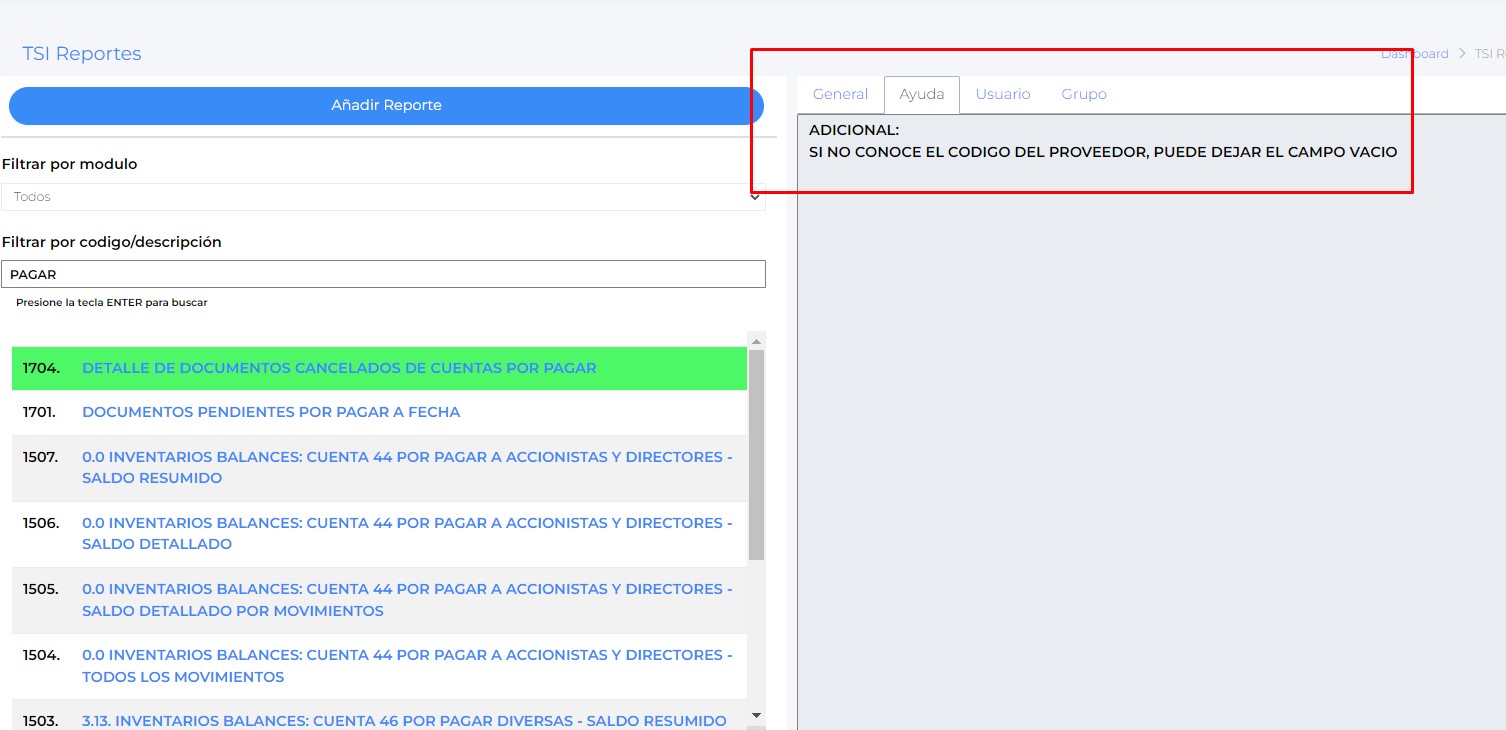 TSI Reportes
Dashboard > TSI R
Añadir Reporte
Filtrar por modulo
Todos
Filtrar por codigo/descripción
PAGAR
Presione la tecla ENTER para buscar
1704. DETALLE DE DOCUMENTOS CANCELADOS DE CUENTAS POR PAGAR
1701. DOCUMENTOS PENDIENTES POR PAGAR A FECHA
1507. 0.0 INVENTARIOS BALANCES: CUENTA 44 POR PAGAR A ACCIONISTAS Y DIRECTORES -
SALDO RESUMIDO
1506. 0.0 INVENTARIOS BALANCES: CUENTA 44 POR PAGAR A ACCIONISTAS Y DIRECTORES -
SALDO DETALLADO
1505. 0.0 INVENTARIOS BALANCES: CUENTA 44 POR PAGAR A ACCIONISTAS Y DIRECTORES -
SALDO DETALLADO POR MOVIMIENTOS
1504. 0.0 INVENTARIOS BALANCES: CUENTA 44 POR PAGAR A ACCIONISTAS Y DIRECTORES -
TODOS LOS MOVIMIENTOS
1503. 3.13. INVENTARIOS BALANCES: CUENTA 46 POR PAGAR DIVERSAS - SALDO RESUMIDO
General Ayuda Usuario Grupo
ADICIONAL:
SI NO CONOCE EL CODIGO DEL PROVEEDOR, PUEDE DEJAR EL CAMPO VACIO